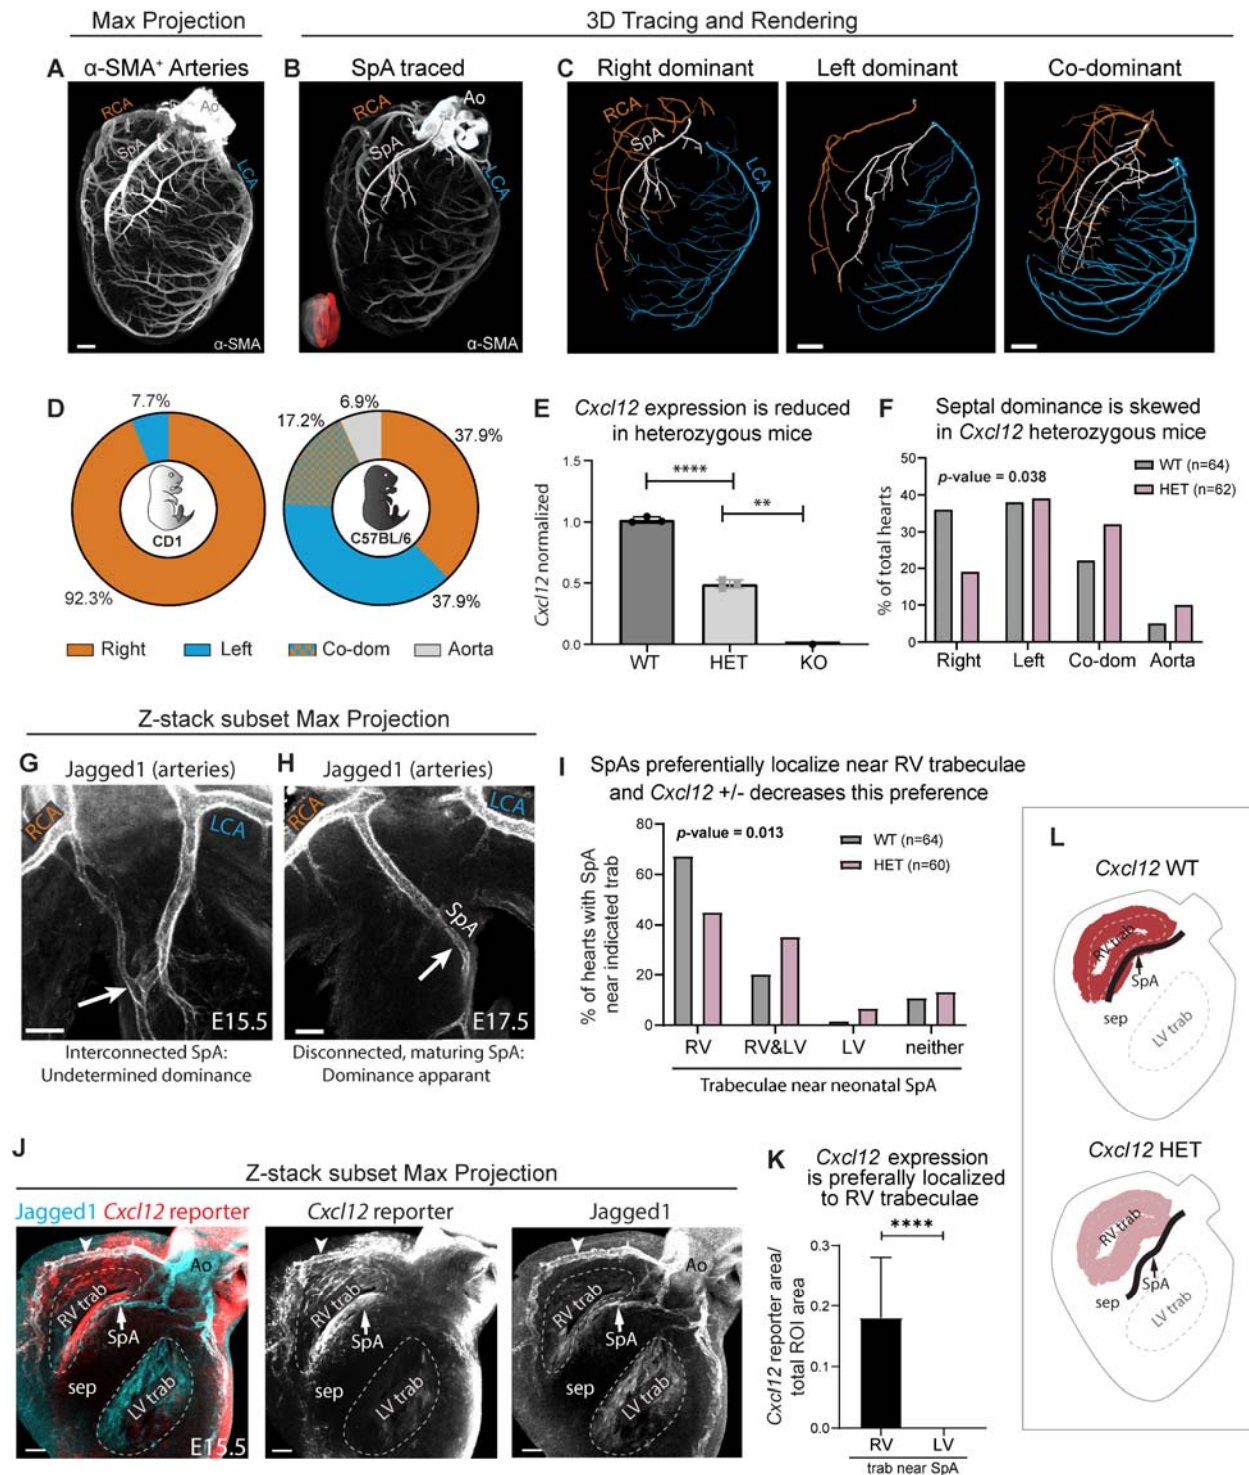 Max Projection
3D Tracing and Rendering
A α-SMA⁺ Arteries
RCA
Ao
SpA
LCA
α-SMA
B SpA traced
Ao
SpA
LCA
α-SMA
C Right dominant
Left dominant
Co-dominant
RCA
SpA
LCA
D
7.7%
CD1
92.3%
6.9%
17.2%
37.9%
C57BL/6
37.9%
Right
Left
Co-dom
Aorta
E Cxcl12 expression is reduced
in heterozygous mice
Cxcl12 normalized
1.5
1.0
0.5
0.0
****
**
WT
HET
KO
F Septal dominance is skewed
in Cxcl12 heterozygous mice
% of total hearts
50
40
30
20
10
0
p-value = 0.038
WT (n=64)
HET (n=62)
Right
Left
Co-dom
Aorta
Z-stack subset Max Projection
G Jagged1 (arteries)
RCA
LCA
E15.5
Interconnected SpA:
Undetermined dominance
H Jagged1 (arteries)
RCA
LCA
SpA
E17.5
Disconnected, maturing SpA:
Dominance apparant
I SpAs preferentially localize near RV trabeculae
and Cxcl12 +/- decreases this preference
% of hearts with SpA
near indicated trab
80
60
40
20
0
p-value = 0.013
WT (n=64)
HET (n=60)
RV
RV&LV
LV
neither
Trabeculae near neonatal SpA
J
Z-stack subset Max Projection
Jagged1 Cxcl12 reporter
Ao
RV trab
SpA
sep
LV trab
E15.5
Cxcl12 reporter
Ao
RV trab
SpA
sep
LV trab
Jagged1
Ao
RV trab
SpA
sep
LV trab
K Cxcl12 expression
is preferally localized
to RV trabeculae
Cxcl12 reporter area/
total ROI area
0.3
0.2
0.1
0.0
****
RV
LV
trab near SpA
L
Cxcl12 WT
RV trab
SpA
sep
LV trab
Cxcl12 HET
RV trab
SpA
sep
LV trab